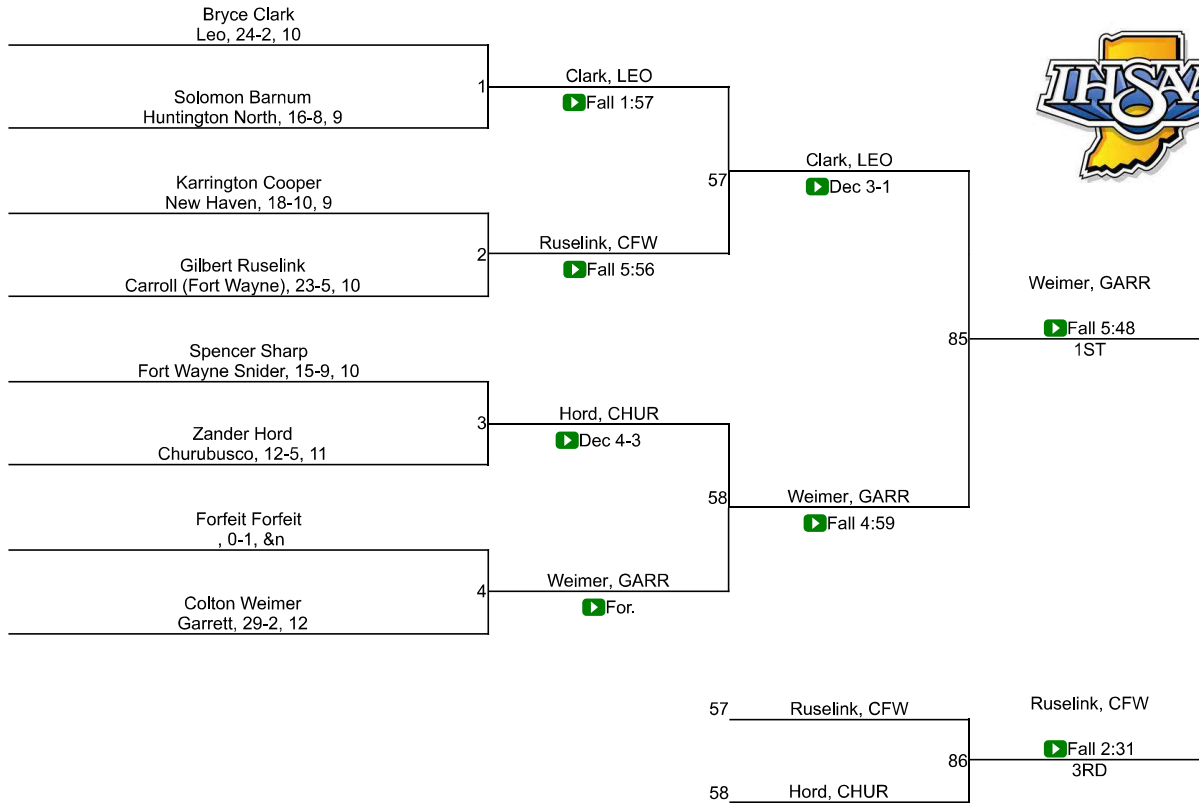 Bryce Clark
Leo, 24-2, 10
Solomon Barnum
Huntington North, 16-8, 9
1
Clark, LEO
Fall 1:57
Karrington Cooper
New Haven, 18-10, 9
Gilbert Ruselink
Carroll (Fort Wayne), 23-5, 10
2
Ruselink, CFW
Fall 5:56
57
Clark, LEO
Dec 3-1
Spencer Sharp
Fort Wayne Snider, 15-9, 10
Zander Hord
Churubusco, 12-5, 11
3
Hord, CHUR
Dec 4-3
Forfeit Forfeit
, 0-1, &n
Colton Weimer
Garrett, 29-2, 12
4
Weimer, GARR
For.
58
Weimer, GARR
Fall 4:59
85
Weimer, GARR
Fall 5:48
1ST
57
Ruselink, CFW
58
Hord, CHUR
86
Ruselink, CFW
Fall 2:31
3RD
IHSAA